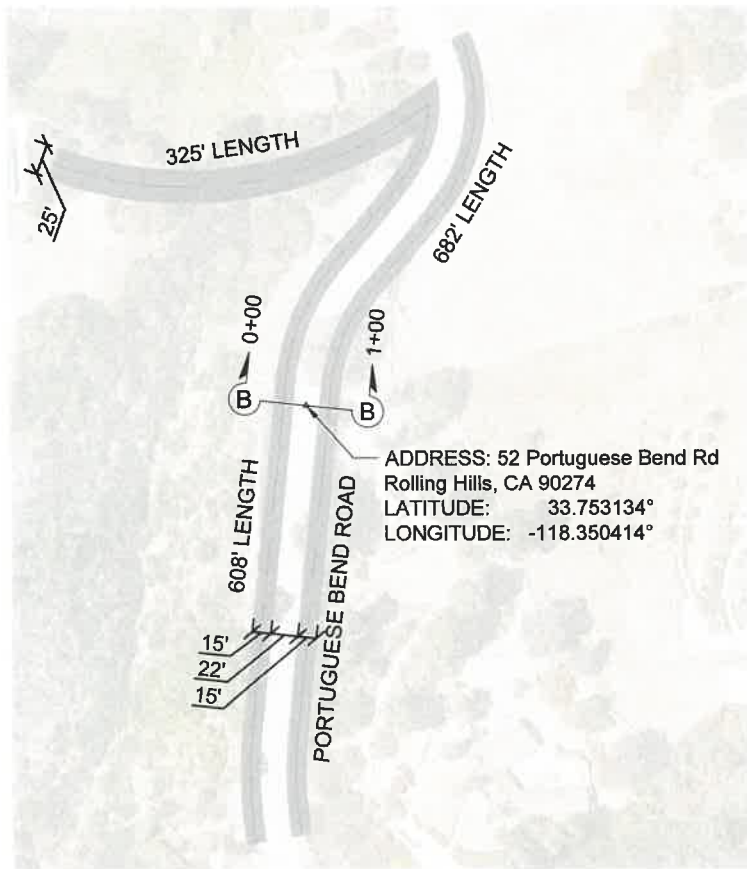 325' LENGTH
25'
682' LENGTH
0+00
1+00
B
B
ADDRESS: 52 Portuguese Bend Rd
Rolling Hills, CA 90274
LATITUDE: 33.753134°
LONGITUDE: -118.350414°
608' LENGTH
PORTUGUESE BEND ROAD
15'
22'
15'